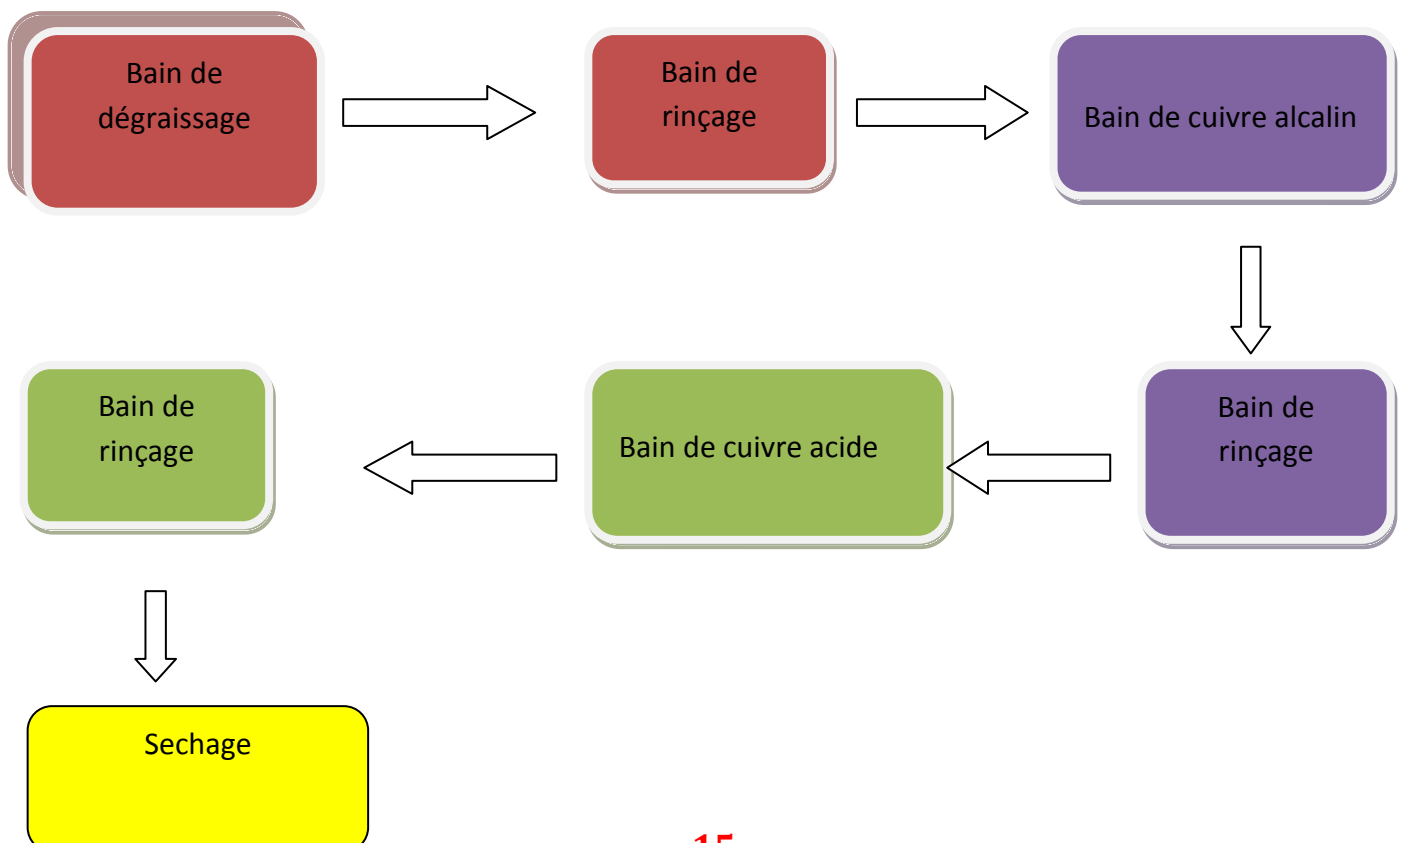 Bain de
dégraissage
Bain de
rinçage
Bain de cuivre alcalin
Bain de
rinçage
Bain de cuivre acide
Bain de
rinçage
Sechage
15